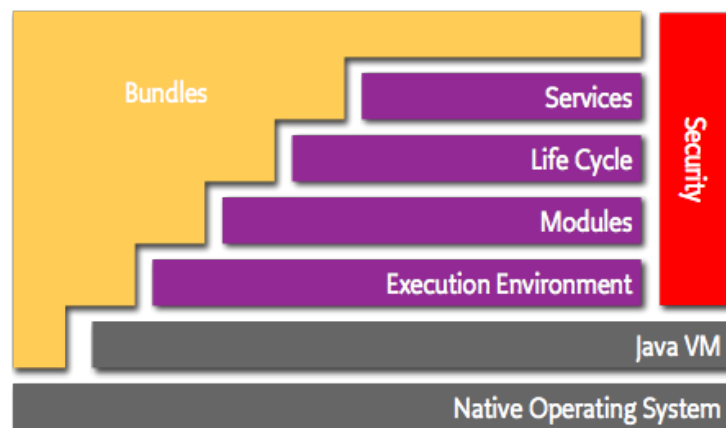 Bundles
Services
Life Cycle
Modules
Execution Environment
Security
Java VM
Native Operating System